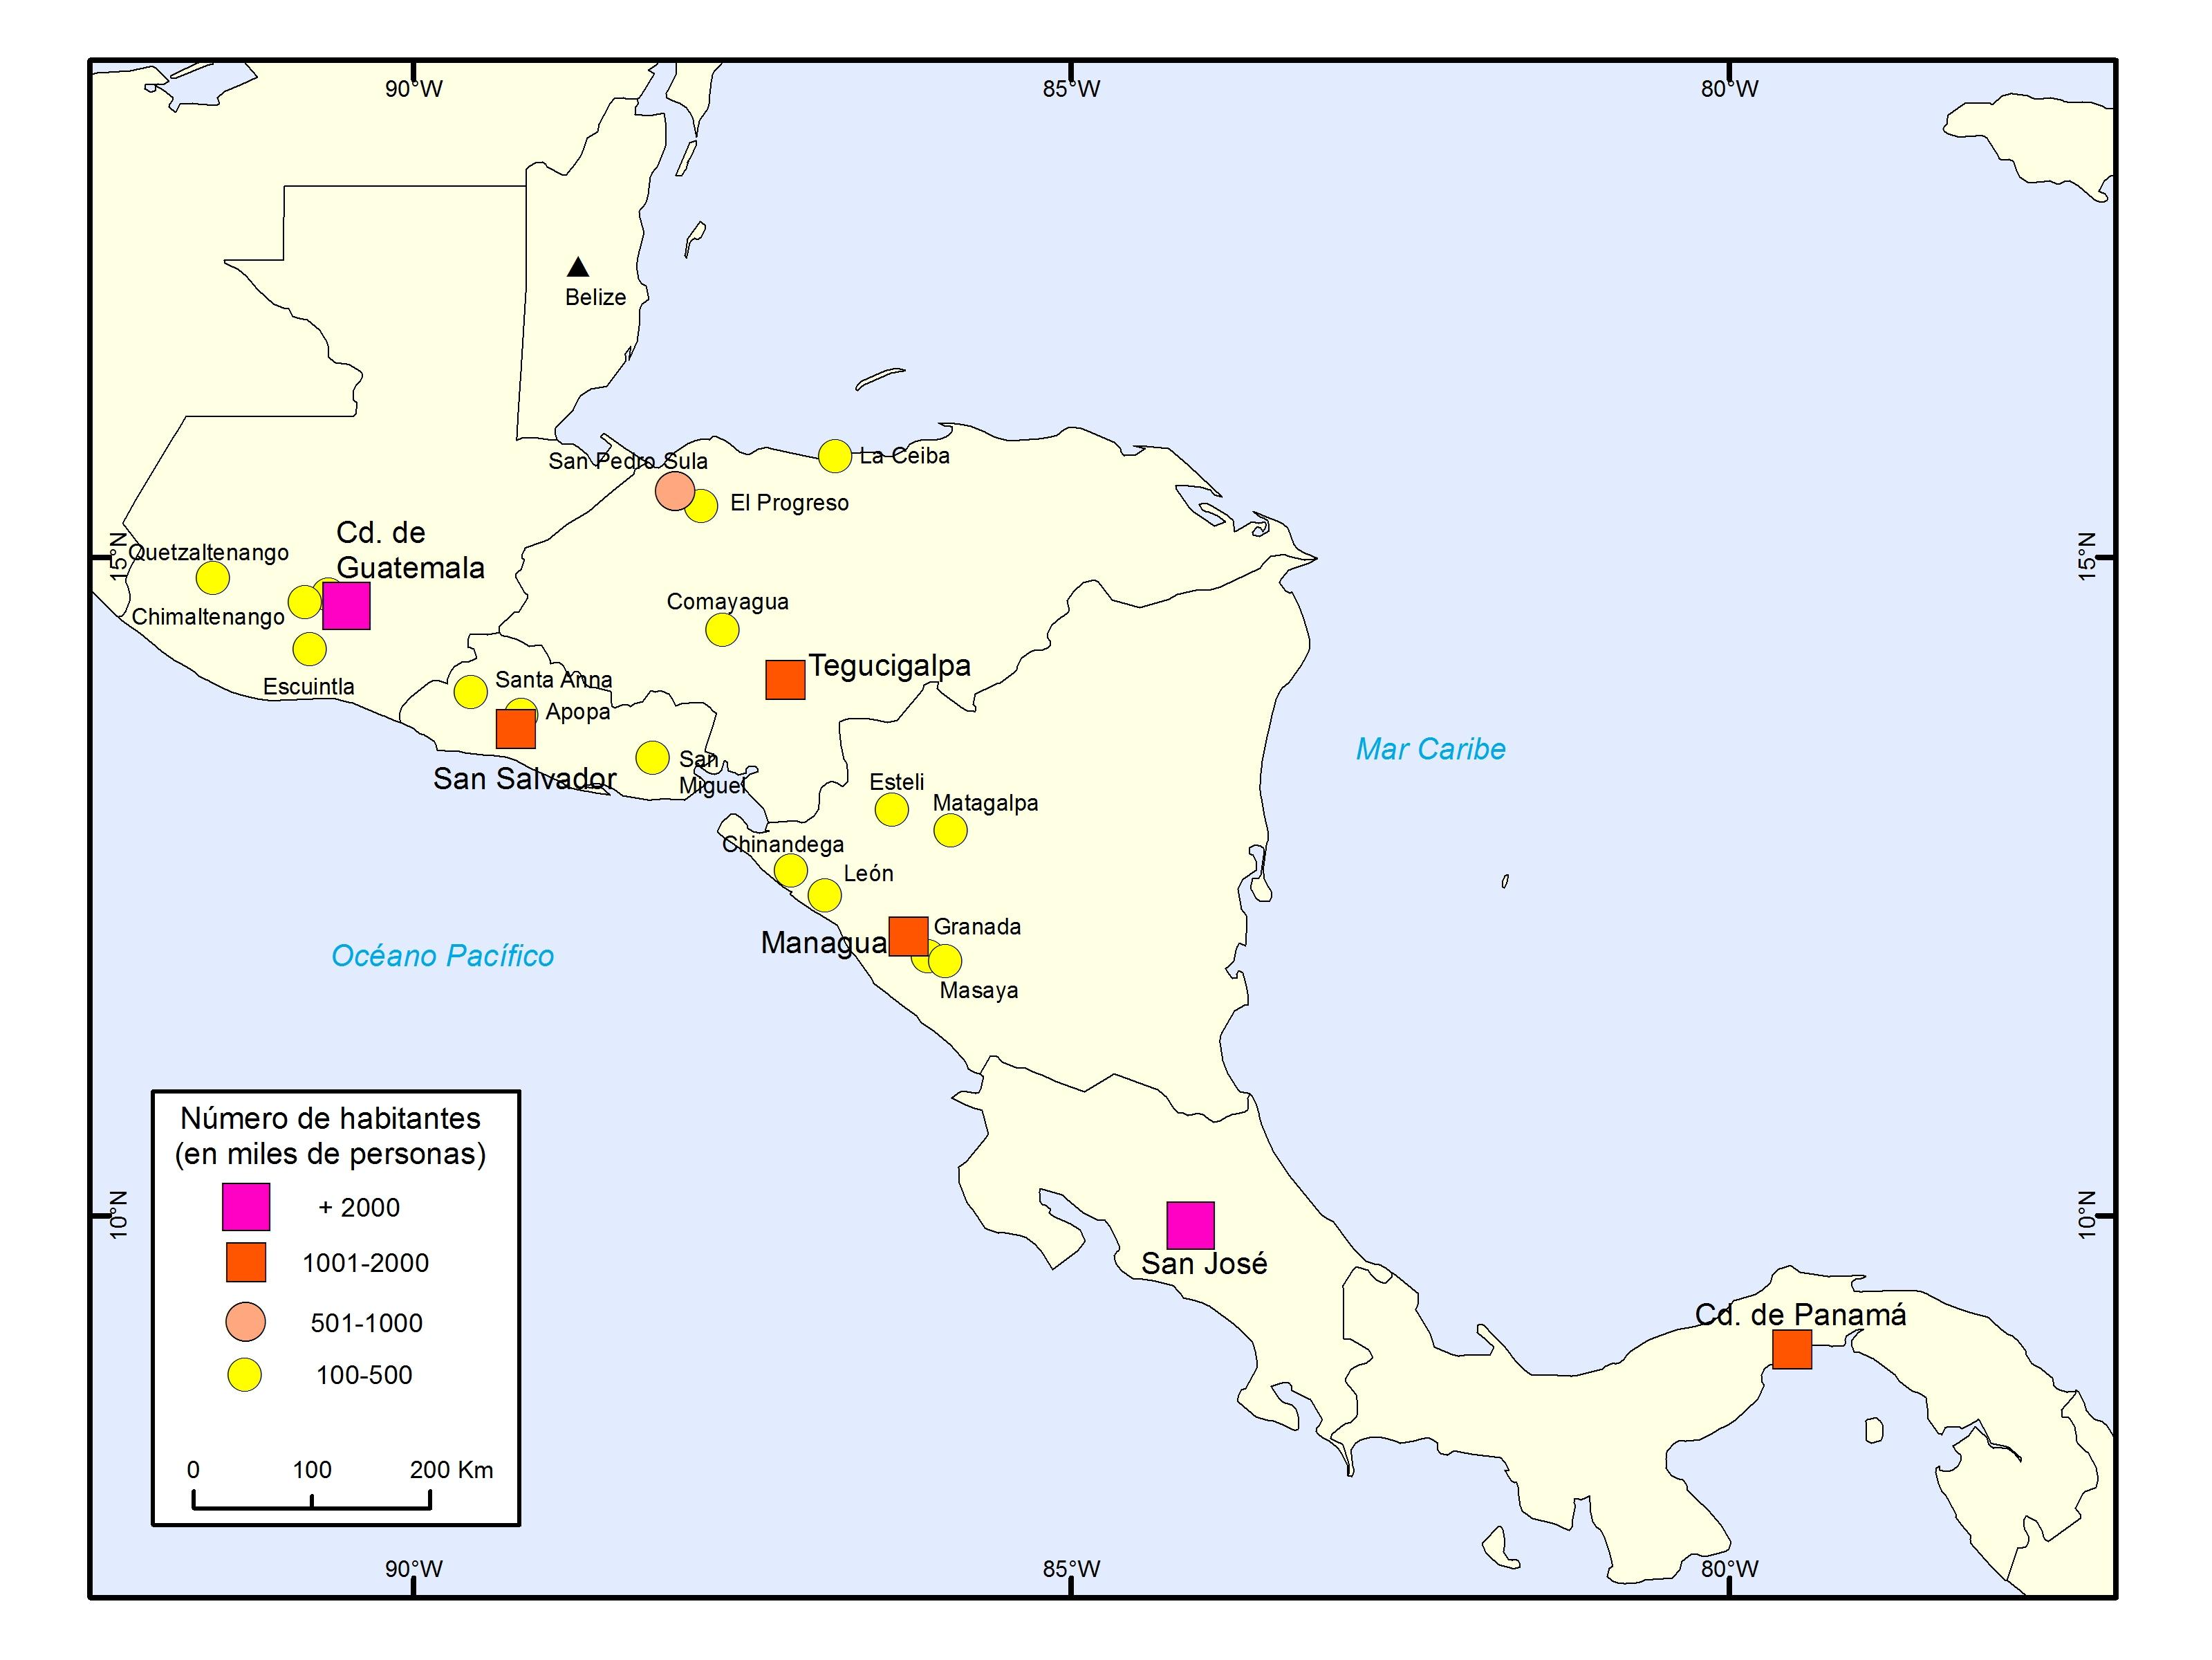 90°W
85°W
80°W
Belize
San Pedro Sula
La Ceiba
El Progreso
Cd. de
Guatemala
15°N
15°N
Quetzaltenango
Chimaltenango
Comayagua
Tegucigalpa
Escuintla
Santa Anna
Apopa
San
Miguel
San Salvador
Mar Caribe
Esteli
Matagalpa
Chinandega
León
Granada
Managua
Océano Pacífico
Masaya
Número de habitantes
(en miles de personas)
+ 2000
1001-2000
501-1000
100-500
0 100 200 Km
10°N
10°N
San José
Cd. de Panamá
90°W
85°W
80°W